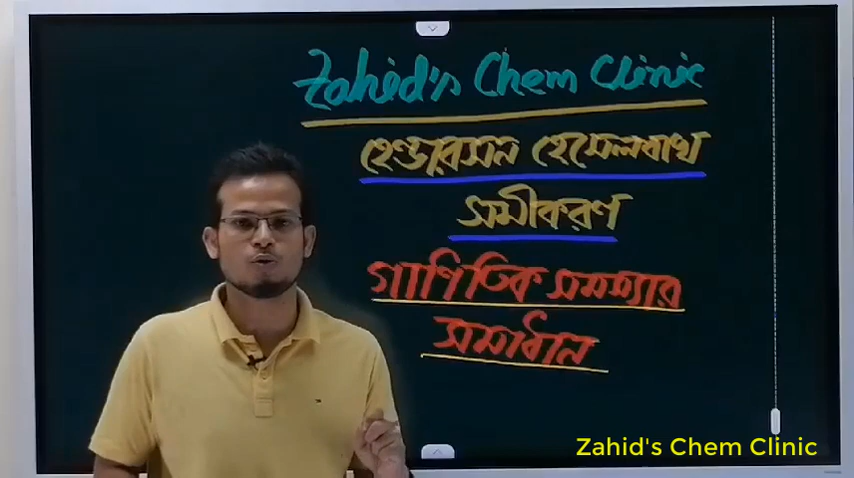 Zahid's Chem Clinic
হেন্ডারসন হেসেলবাখ
সমীকরণ
গাণিতিক সমস্যার
সমাধান
Zahid's Chem Clinic